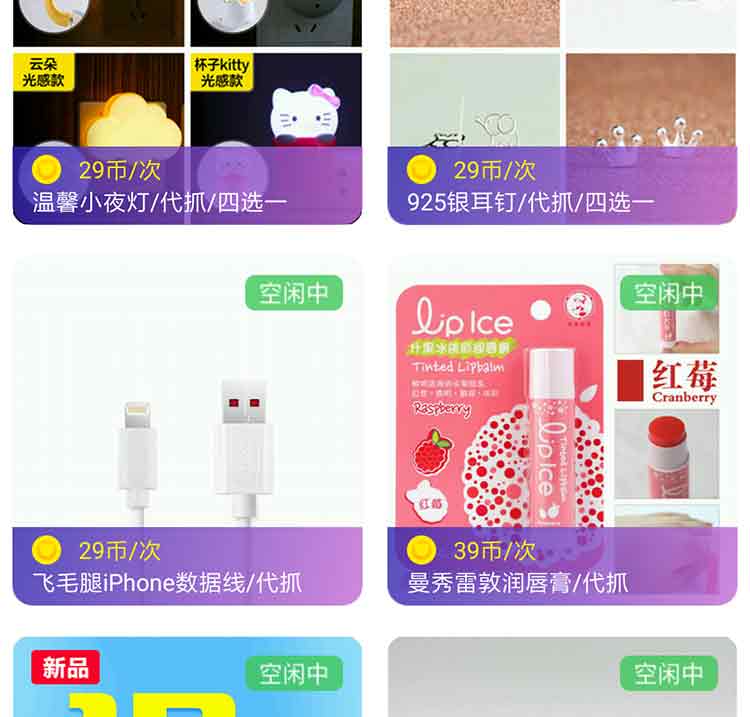 云朵
光感款
杯子kitty
光感款
29币/次
温馨小夜灯/代抓/四选一
29币/次
925银耳钉/代抓/四选一
空闲中
29币/次
飞毛腿iPhone数据线/代抓
空闲中
lip Ice
Tinted Lipbalm
Raspberry
红莓
lip Ice
Tinted Lipbalm
红莓
Cranberry
39币/次
曼秀雷敦润唇膏/代抓
新品
空闲中
空闲中